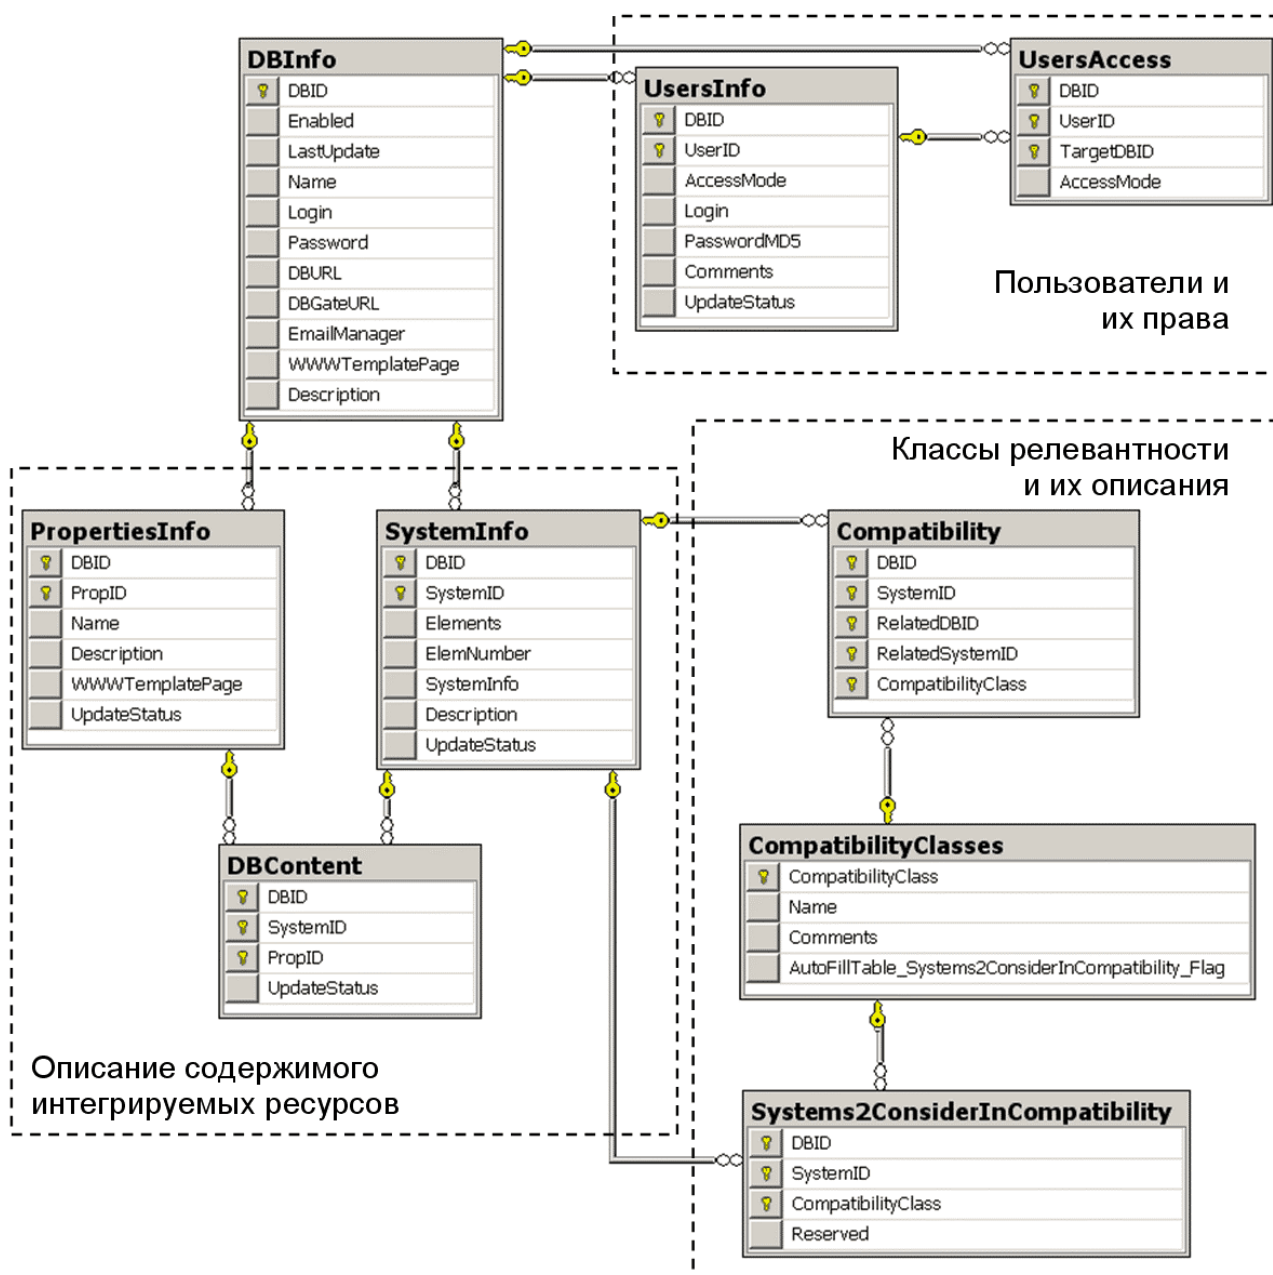 DBInfo
DBID
Enabled
LastUpdate
Name
Login
Password
DBURL
DBGateURL
EmailManager
WWWTemplatePage
Description
UsersInfo
DBID
UserID
AccessMode
Login
PasswordMD5
Comments
UpdateStatus
UsersAccess
DBID
UserID
TargetDBID
AccessMode
Пользователи и
их права
Классы релевантности
и их описания
PropertiesInfo
DBID
PropID
Name
Description
WWWTemplatePage
UpdateStatus
SystemInfo
DBID
SystemID
Elements
ElemNumber
SystemInfo
Description
UpdateStatus
Compatibility
DBID
SystemID
RelatedDBID
RelatedSystemID
CompatibilityClass
DBContent
DBID
SystemID
PropID
UpdateStatus
CompatibilityClasses
CompatibilityClass
Name
Comments
AutoFillTable_Systems2ConsiderInCompatibility_Flag
Описание содержимого
интегрируемых ресурсов
Systems2ConsiderInCompatibility
DBID
SystemID
CompatibilityClass
Reserved